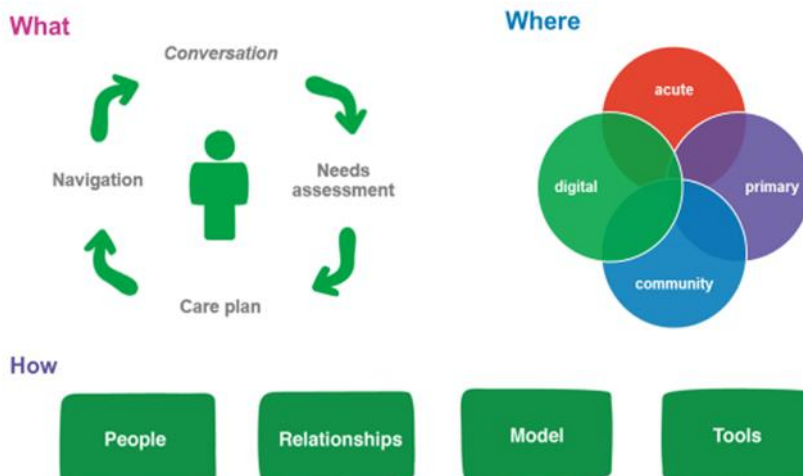 What
Conversation
Needs
assessment
Care plan
Navigation
Where
acute
digital
primary
community
How
People
Relationships
Model
Tools